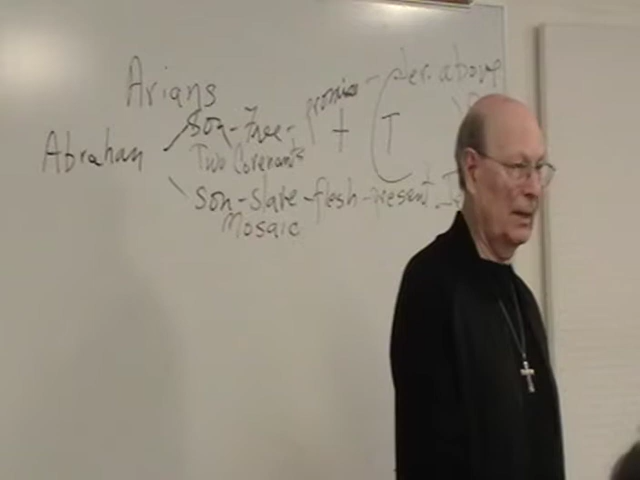 Arians
Abraham
son-free-promise-Jer. above
Two Covenants
son-slave-flesh-present
Mosaic